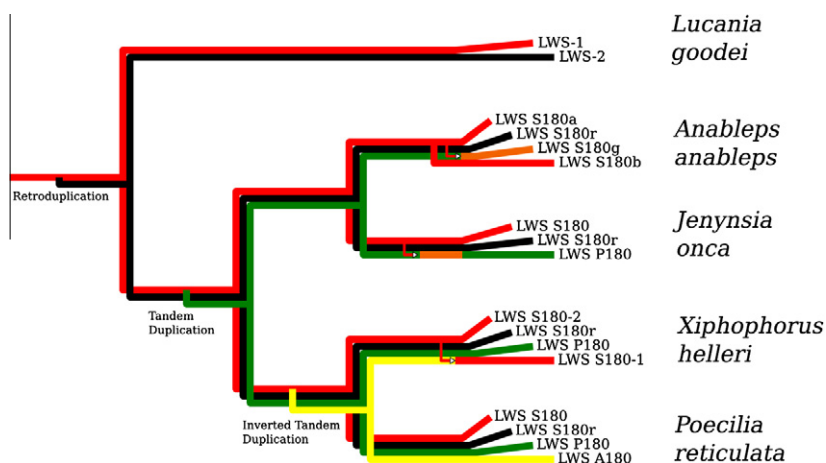 LWS-1
LWS-2
Lucania
goodei
LWS S180a
LWS S180r
LWS S180g
LWS S180b
Anableps
anableps
Retroduplication
LWS S180
LWS S180r
LWS P180
Jenynsia
onca
Tandem
Duplication
LWS S180-2
LWS S180r
LWS P180
LWS S180-1
Xiphophorus
helleri
Inverted Tandem
Duplication
LWS S180
LWS S180r
LWS P180
LWS A180
Poecilia
reticulata